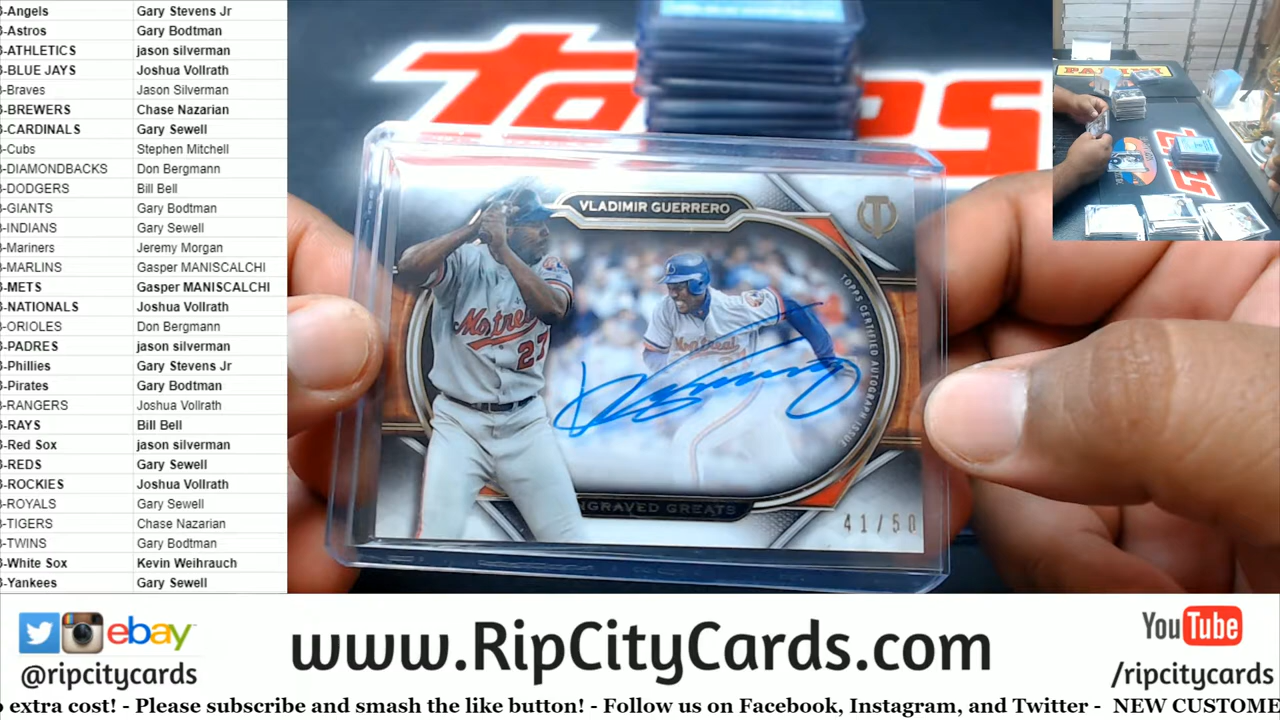 B-Angels Gary Stevens Jr
B-Astros Gary Bodtman
B-ATHLETICS jason silverman
B-BLUE JAYS Joshua Vollrath
B-Braves Jason Silverman
B-BREWERS Chase Nazarian
B-CARDINALS Gary Sewell
B-Cubs Stephen Mitchell
B-DIAMONDBACKS Don Bergmann
B-DODGERS Bill Bell
B-GIANTS Gary Bodtman
B-INDIANS Gary Sewell
B-Mariners Jeremy Morgan
B-MARLINS Gasper MANISCALCHI
B-METS Gasper MANISCALCHI
B-NATIONALS Joshua Vollrath
B-ORIOLES Don Bergmann
B-PADRES jason silverman
B-Phillies Gary Stevens Jr
B-Pirates Gary Bodtman
B-RANGERS Joshua Vollrath
B-RAYS Bill Bell
B-Red Sox jason silverman
B-REDS Gary Sewell
B-ROCKIES Joshua Vollrath
B-ROYALS Gary Sewell
B-TIGERS Chase Nazarian
B-TWINS Gary Bodtman
B-White Sox Kevin Weihrauch
B-Yankees Gary Sewell
Topps
VLADIMIR GUERRERO
TOPPS CERTIFIED AUTOGRAPH ISSUE
Montreal
27
Montreal
NGRAVED GREATS
41/50
PANINI
Topps
ebay
@ripcitycards
www.RipCityCards.com
YouTube
/ripcitycards
o extra cost! - Please subscribe and smash the like button! - Follow us on Facebook, Instagram, and Twitter - NEW CUSTOME